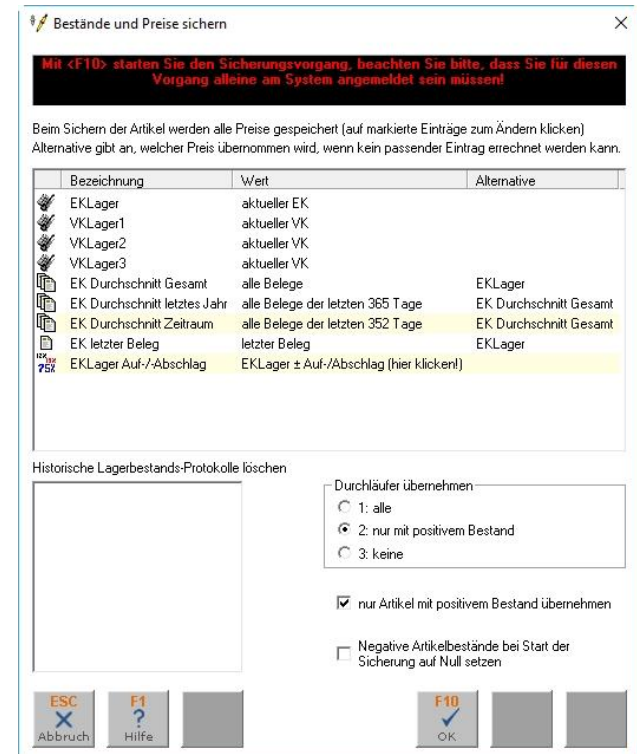 Bestände und Preise sichern
Mit <F10> starten Sie den Sicherungsvorgang, beachten Sie bitte, dass Sie für diesen
Vorgang alleine am System angemeldet sein müssen!
Beim Sichern der Artikel werden alle Preise gespeichert (auf markierte Einträge zum Ändern klicken)
Alternative gibt an, welcher Preis übernommen wird, wenn kein passender Eintrag errechnet werden kann.
Bezeichnung Wert Alternative
EKLager aktueller EK
VKLager1 aktueller VK
VKLager2 aktueller VK
VKLager3 aktueller VK
EK Durchschnitt Gesamt alle Belege EKLager
EK Durchschnitt letztes Jahr alle Belege der letzten 365 Tage EK Durchschnitt Gesamt
EK Durchschnitt Zeitraum alle Belege der letzten 352 Tage EK Durchschnitt Gesamt
EK letzter Beleg letzter Beleg EKLager
EKLager Auf-/-Abschlag EKLager ± Auf-/Abschlag (hier klicken!)
Historische Lagerbestands-Protokolle löschen
Durchläufer übernehmen
1: alle
2: nur mit positivem Bestand
3: keine
nur Artikel mit positivem Bestand übernehmen
Negative Artikelbestände bei Start der
Sicherung auf Null setzen
ESC F1 F10
? 
Abbruch Hilfe OK